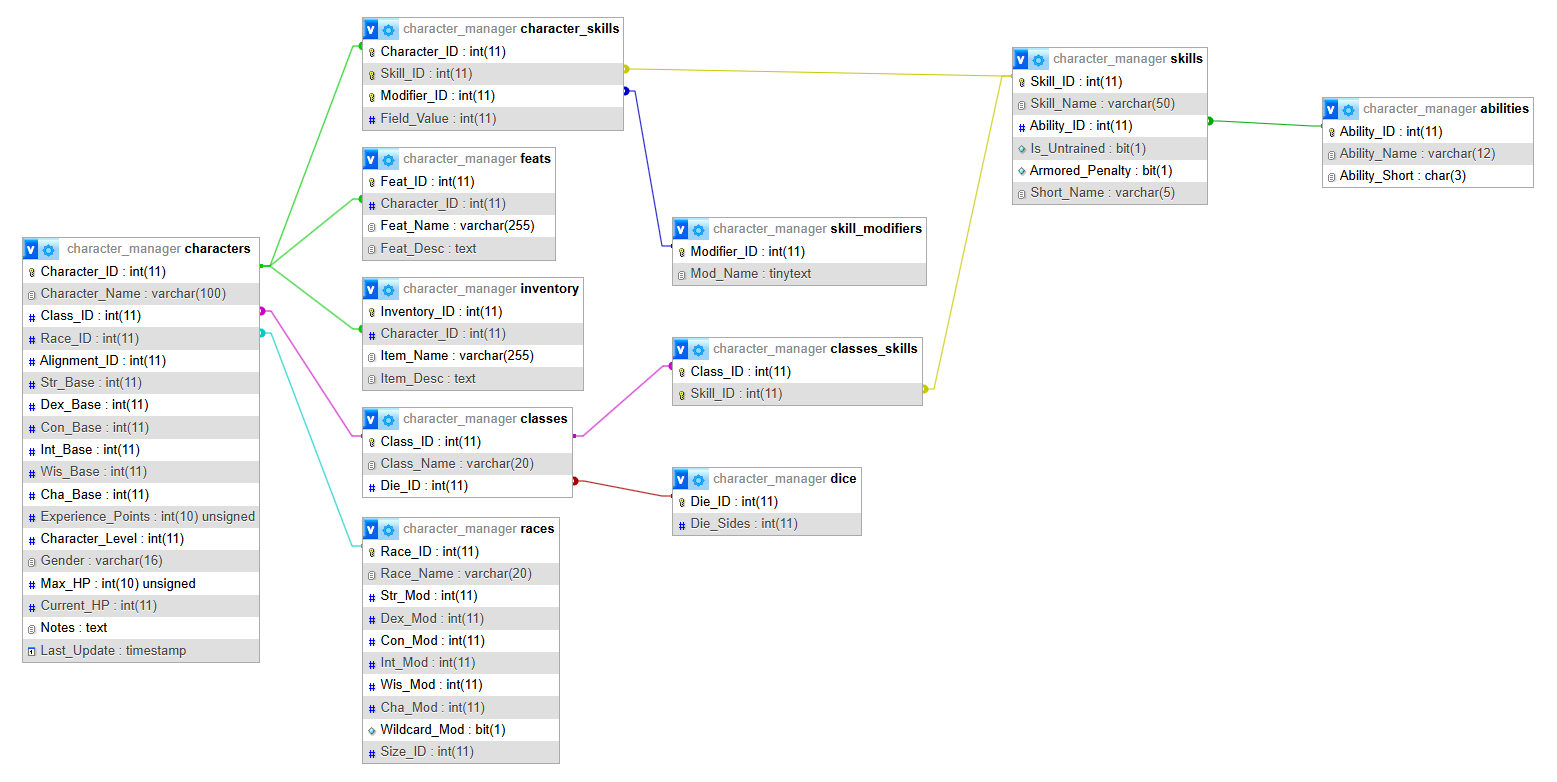 character_manager character_skills
Character_ID : int(11)
Skill_ID : int(11)
Modifier_ID : int(11)
Field_Value : int(11)
character_manager feats
Feat_ID : int(11)
Character_ID : int(11)
Feat_Name : varchar(255)
Feat_Desc : text
character_manager characters
Character_ID : int(11)
Character_Name : varchar(100)
Class_ID : int(11)
Race_ID : int(11)
Alignment_ID : int(11)
Str_Base : int(11)
Dex_Base : int(11)
Con_Base : int(11)
Int_Base : int(11)
Wis_Base : int(11)
Cha_Base : int(11)
Experience_Points : int(10) unsigned
Character_Level : int(11)
Gender : varchar(16)
Max_HP : int(10) unsigned
Current_HP : int(11)
Notes : text
Last_Update : timestamp
character_manager inventory
Inventory_ID : int(11)
Character_ID : int(11)
Item_Name : varchar(255)
Item_Desc : text
character_manager classes
Class_ID : int(11)
Class_Name : varchar(20)
Die_ID : int(11)
character_manager races
Race_ID : int(11)
Race_Name : varchar(20)
Str_Mod : int(11)
Dex_Mod : int(11)
Con_Mod : int(11)
Int_Mod : int(11)
Wis_Mod : int(11)
Cha_Mod : int(11)
Wildcard_Mod : bit(1)
Size_ID : int(11)
character_manager skill_modifiers
Modifier_ID : int(11)
Mod_Name : tinytext
character_manager classes_skills
Class_ID : int(11)
Skill_ID : int(11)
character_manager dice
Die_ID : int(11)
Die_Sides : int(11)
character_manager skills
Skill_ID : int(11)
Skill_Name : varchar(50)
Ability_ID : int(11)
Is_Untrained : bit(1)
Armored_Penalty : bit(1)
Short_Name : varchar(5)
character_manager abilities
Ability_ID : int(11)
Ability_Name : varchar(12)
Ability_Short : char(3)